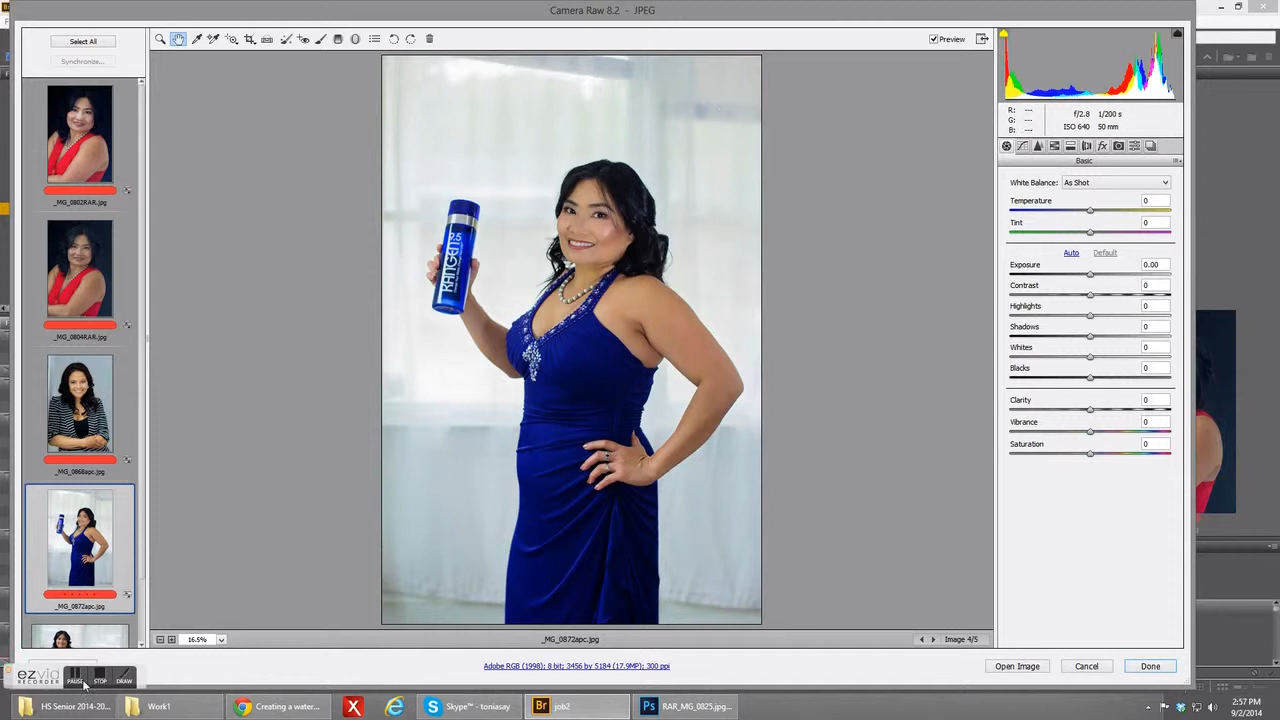 Camera Raw 8.2 - JPEG
Select All
Synchronize...
Preview
_MG_0802RAR.jpg
_MG_0804RAR.jpg
_MG_0868apc.jpg
_MG_0872apc.jpg
KANGEN
R: ---
G: ---
B: ---
f/2.8 1/200 s
ISO 640 50 mm
Basic
White Balance: As Shot
Temperature 0
Tint 0
Auto Default
Exposure 0.00
Contrast 0
Highlights 0
Shadows 0
Whites 0
Blacks 0
Clarity 0
Vibrance 0
Saturation 0
16.5%
_MG_0872apc.jpg
Image 4/5
Adobe RGB (1998); 8 bit; 3456 by 5184 (17.9MP); 300 ppi
Open Image
Cancel
Done
ezvid
RECORDER
PAUSE
STOP
DRAW
HS Senior 2014-20...
Work1
Creating a water...
Skype™ - toniasay
Br
job2
Ps
RAR_MG_0825.jpg...
2:57 PM
9/2/2014